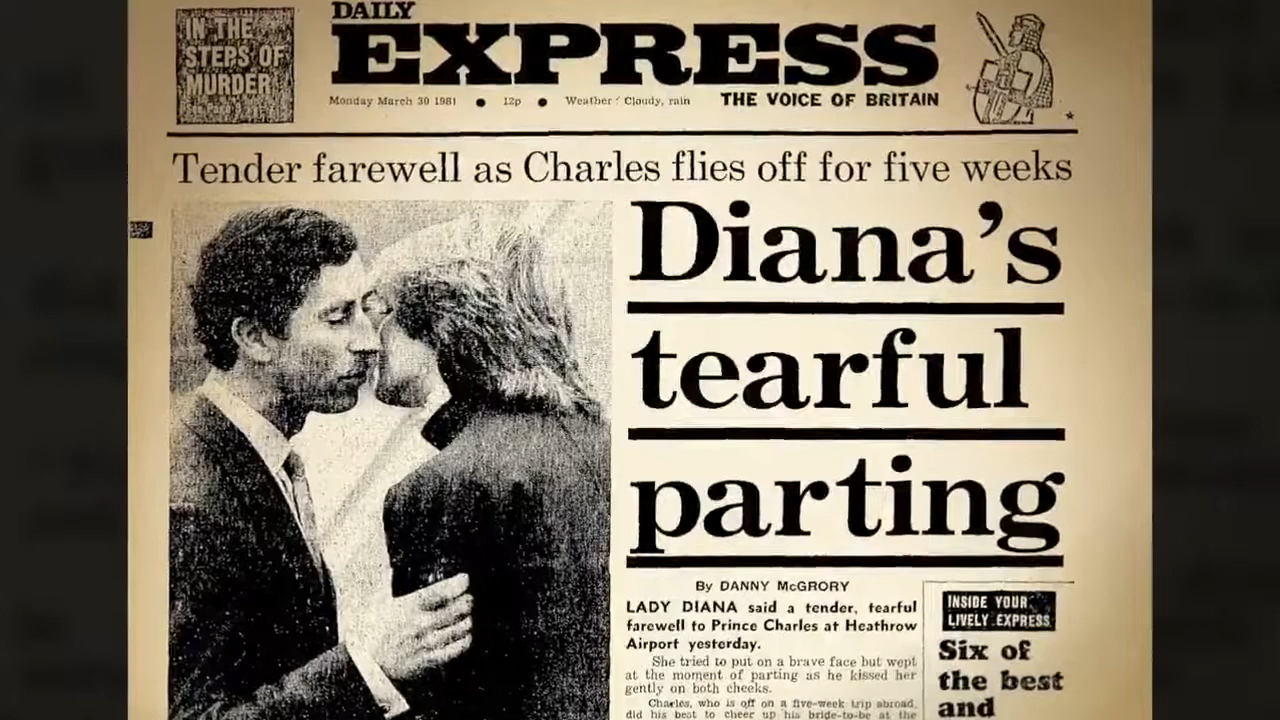 IN THE
STEPS OF
MURDER
DAILY
EXPRESS
Monday March 30 1981 ● 12p ● Weather : Cloudy, rain THE VOICE OF BRITAIN
Tender farewell as Charles flies off for five weeks
Diana's
tearful
parting
By DANNY McGRORY
LADY DIANA said a tender, tearful
farewell to Prince Charles at Heathrow
Airport yesterday.
She tried to put on a brave face but wept
at the moment of parting as he kissed her
gently on both cheeks.
Charles, who is off on a five-week trip abroad,
did his best to cheer up his bride-to-be at the
INSIDE YOUR
LIVELY EXPRESS
Six of
the best
and